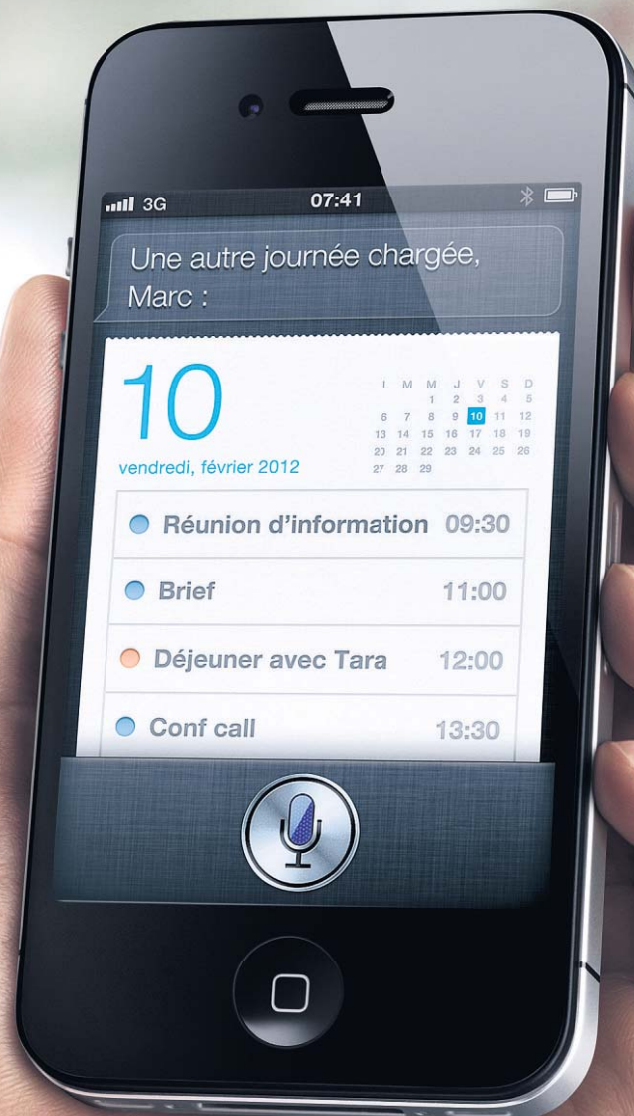 3G 07:41
Une autre journée chargée,
Marc :
10
vendredi, février 2012
l M M J V S D
1 2 3 4 5
6 7 8 9 10 11 12
13 14 15 16 17 18 19
20 21 22 23 24 25 26
27 28 29
Réunion d’information 09:30
Brief 11:00
Déjeuner avec Tara 12:00
Conf call 13:30